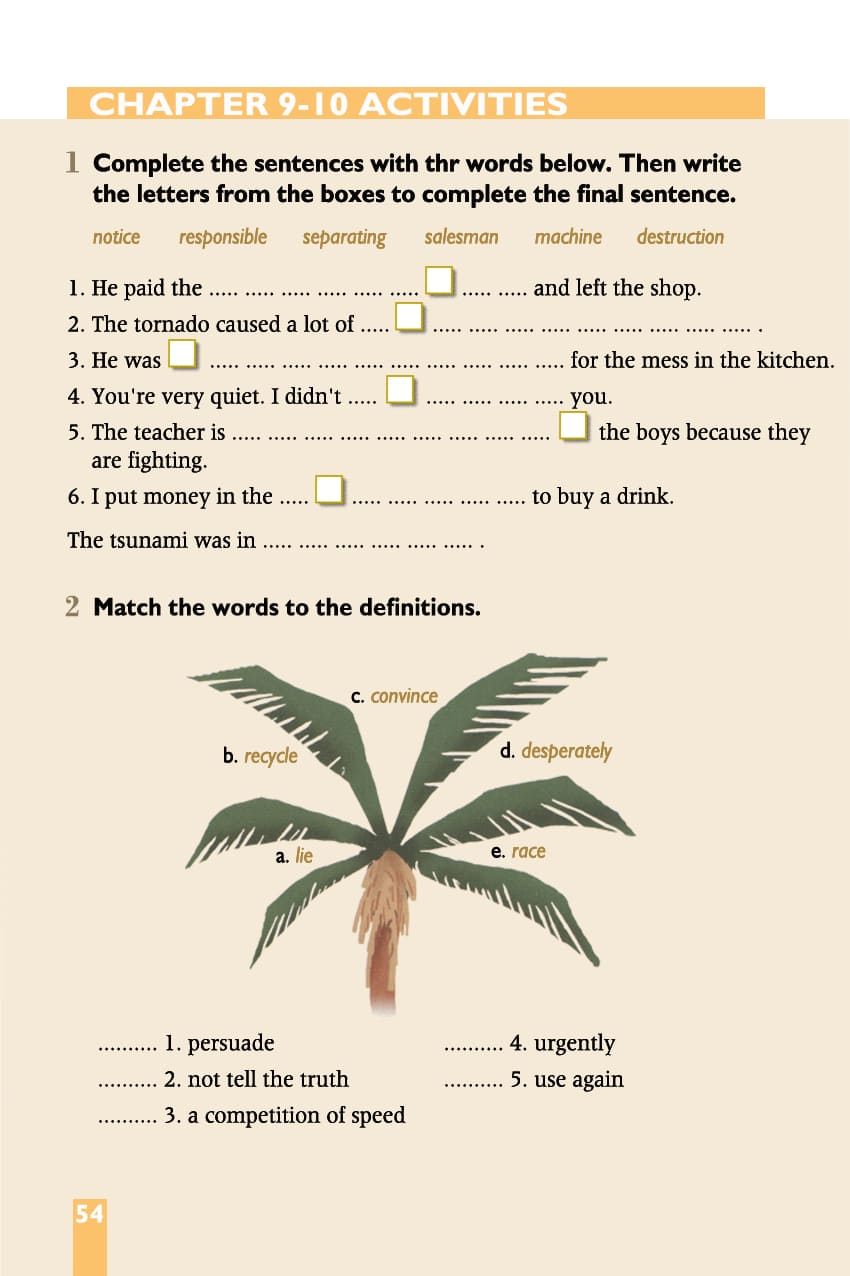 CHAPTER 9-10 ACTIVITIES
1 Complete the sentences with thr words below. Then write
the letters from the boxes to complete the final sentence.
notice responsible separating salesman machine destruction
1. He paid the ..... ..... ..... ..... ..... ..... ..... ..... and left the shop.
2. The tornado caused a lot of ..... ..... ..... ..... ..... ..... ..... ..... ..... ..... .
3. He was ..... ..... ..... ..... ..... ..... ..... ..... ..... ..... for the mess in the kitchen.
4. You're very quiet. I didn't ..... ..... ..... ..... ..... you.
5. The teacher is ..... ..... ..... ..... ..... ..... ..... ..... ..... the boys because they
are fighting.
6. I put money in the ..... ..... ..... ..... ..... ..... to buy a drink.
The tsunami was in ..... ..... ..... ..... ..... ..... .
2 Match the words to the definitions.
c. convince
b. recycle d. desperately
a. lie e. race
.......... 1. persuade .......... 4. urgently
.......... 2. not tell the truth .......... 5. use again
.......... 3. a competition of speed
54